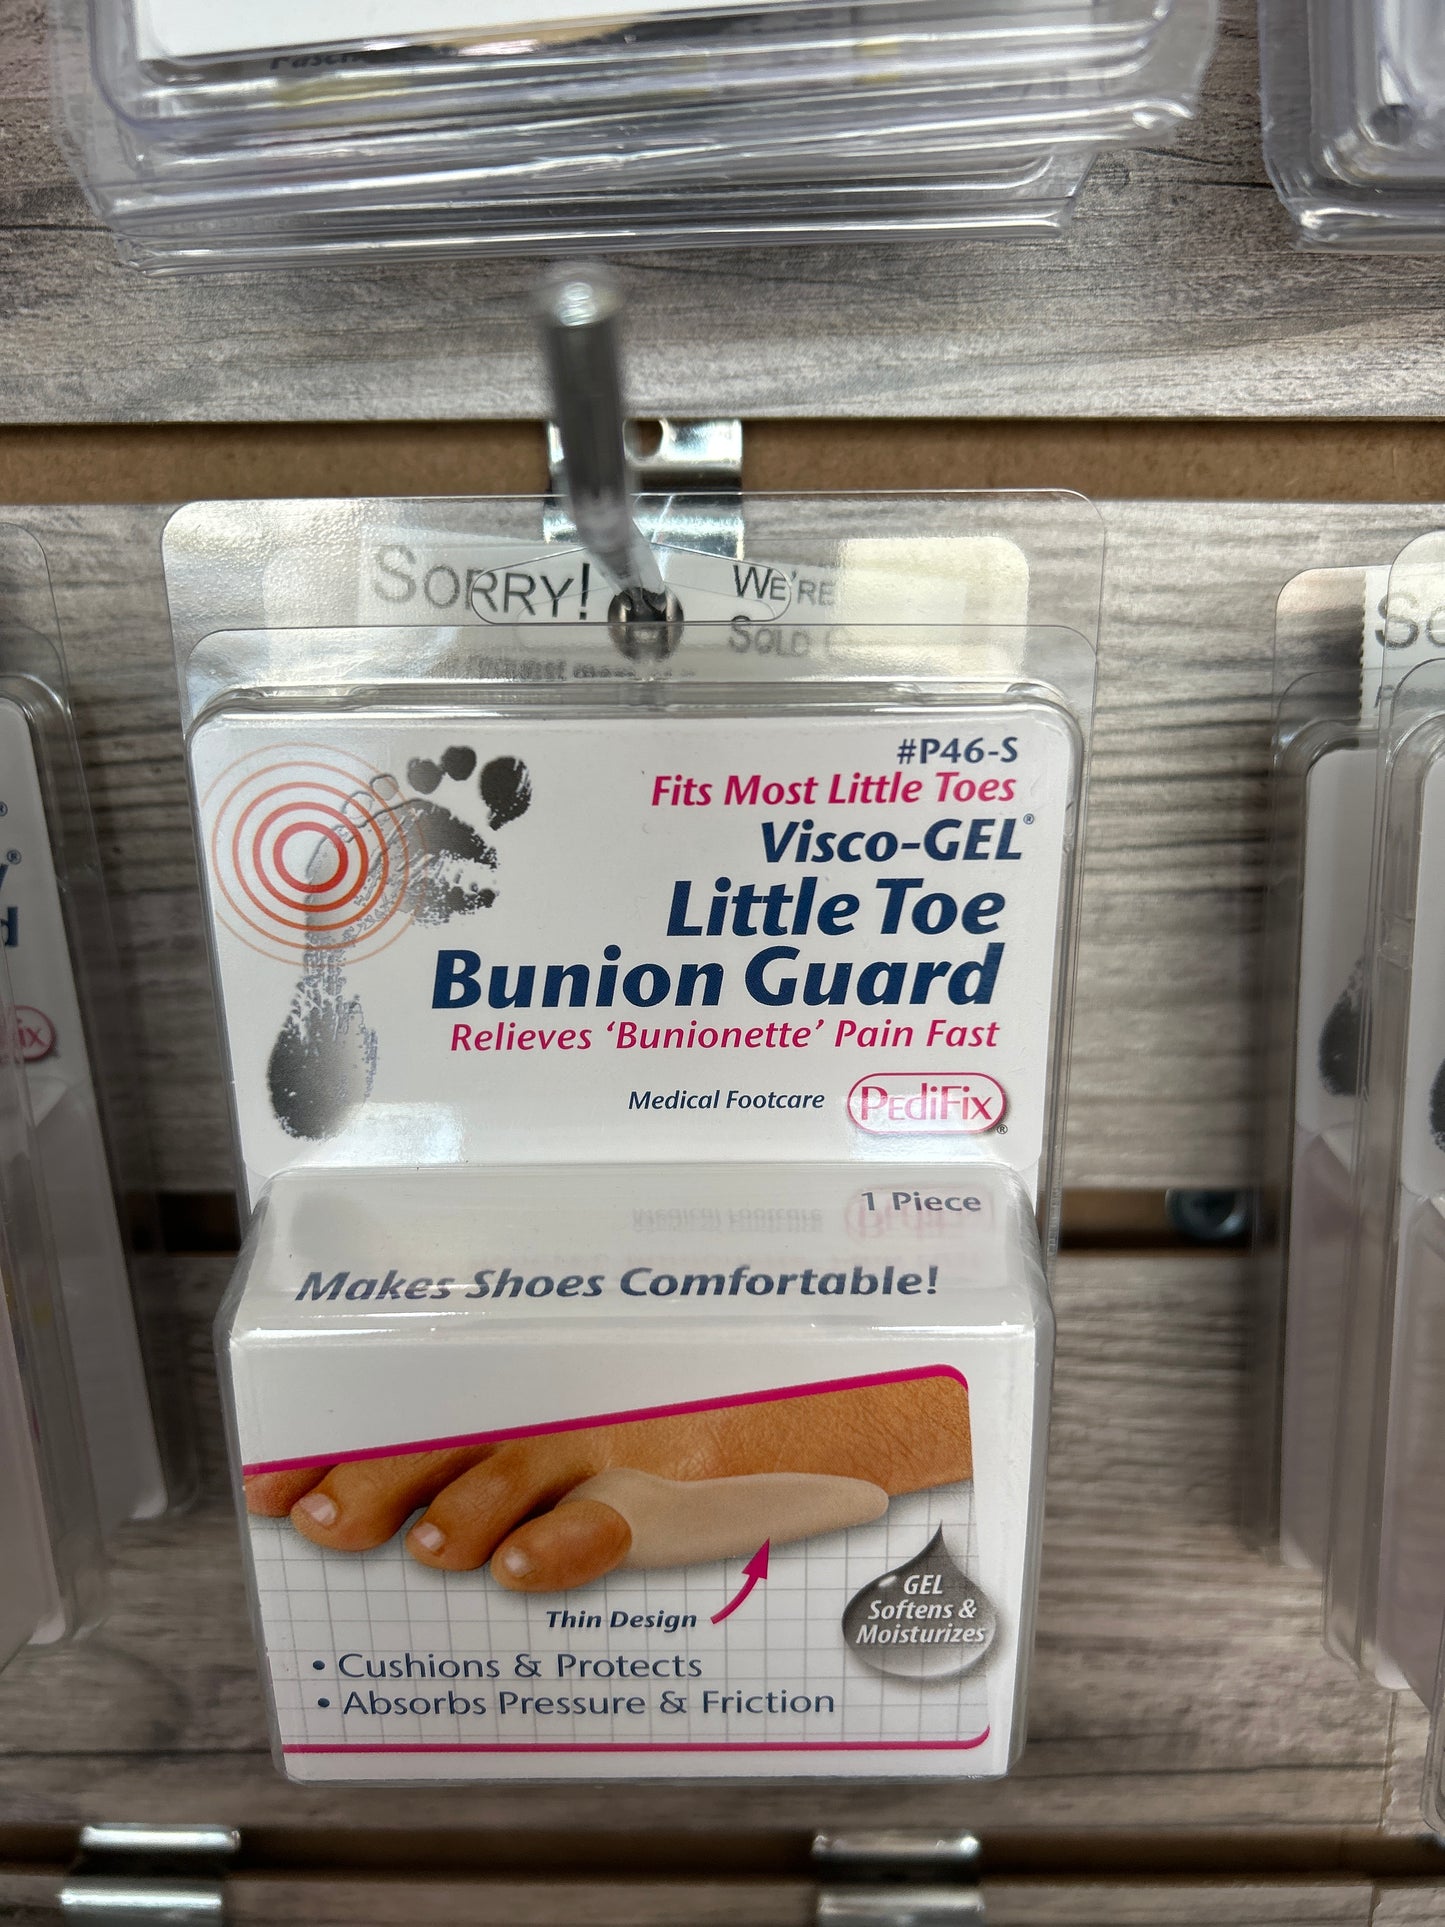 SORRY!
WE'RE
SOLD
#P46-S
Fits Most Little Toes
Visco-GEL®
Little Toe
Bunion Guard
Relieves 'Bunionette' Pain Fast
Medical Footcare PediFix®
1 Piece
Makes Shoes Comfortable!
Thin Design
GEL
Softens &
Moisturizes
• Cushions & Protects
• Absorbs Pressure & Friction